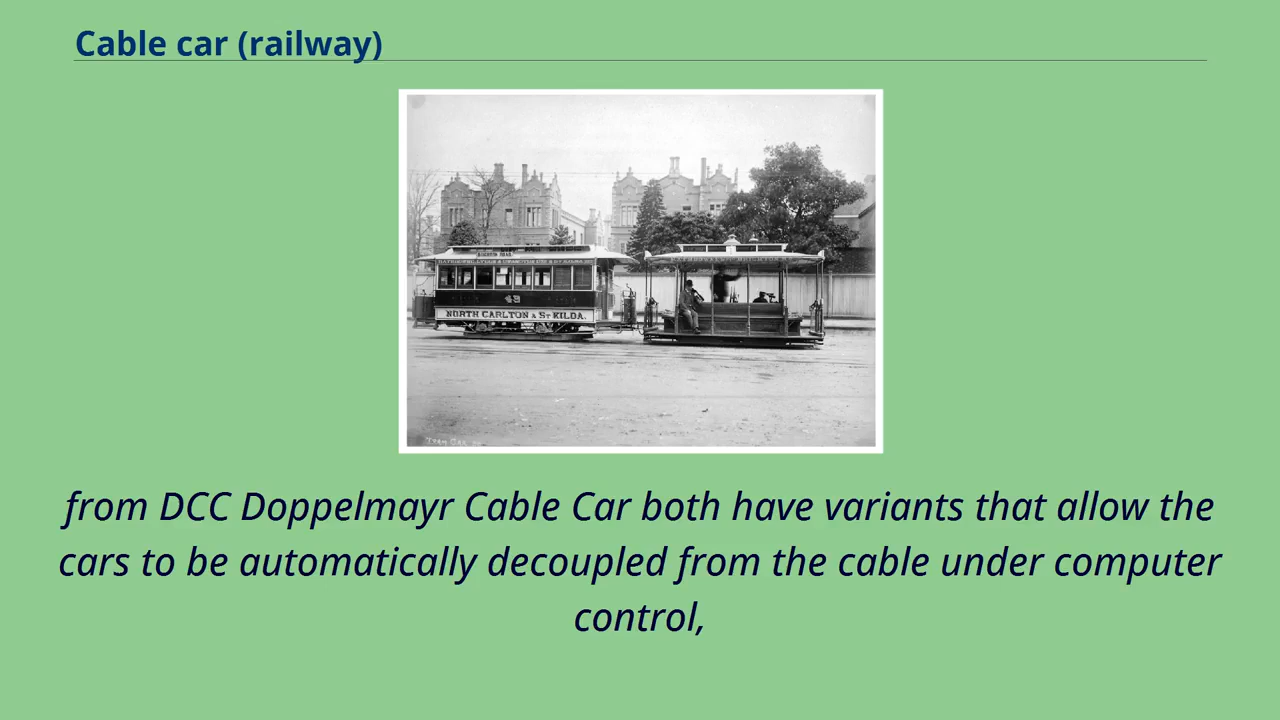 Cable car (railway)
43
NORTH CARLTON & ST KILDA.
from DCC Doppelmayr Cable Car both have variants that allow the
cars to be automatically decoupled from the cable under computer
control,